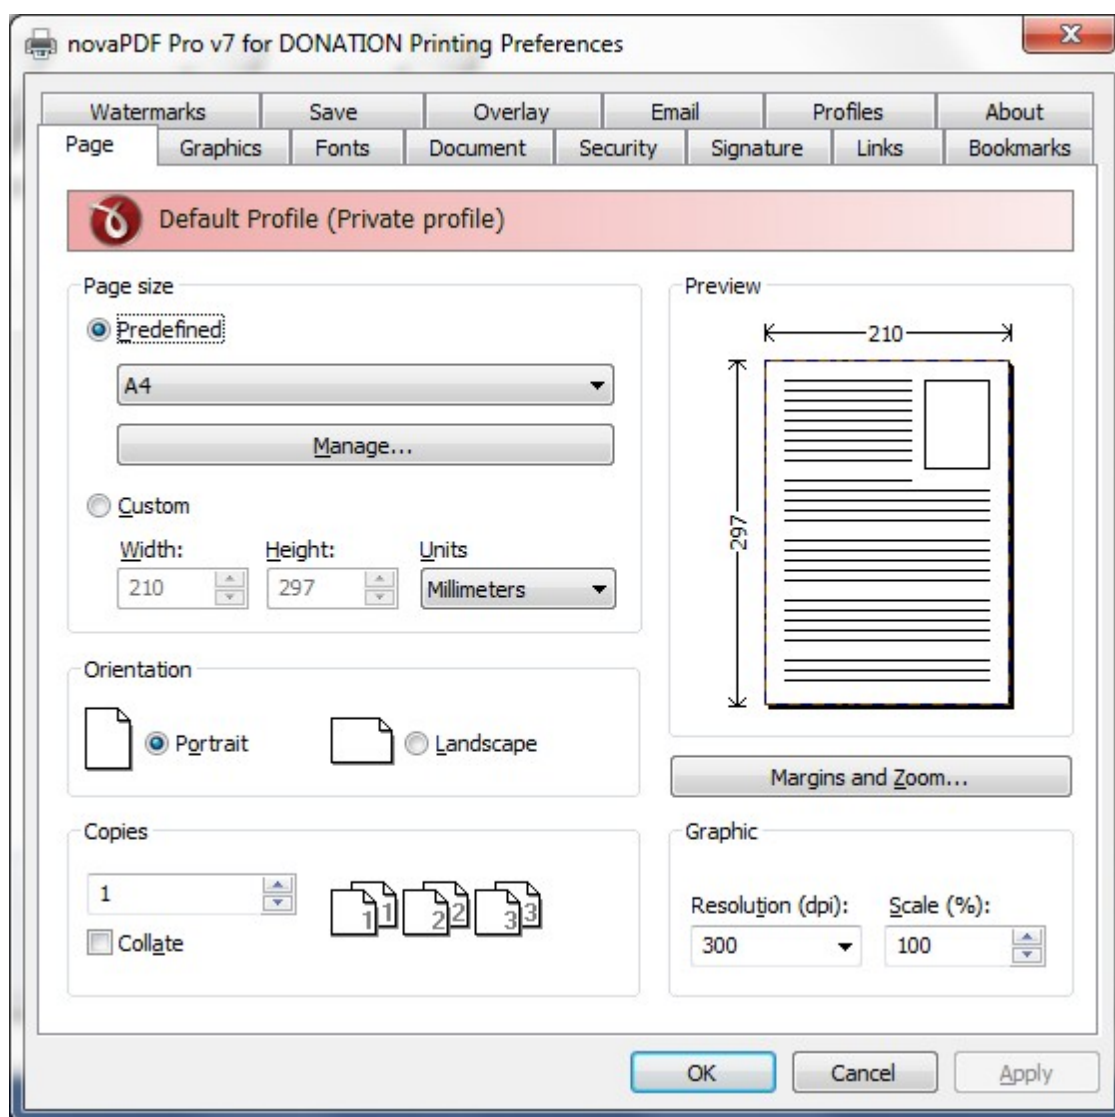 novaPDF Pro v7 for DONATION Printing Preferences
Watermarks Save Overlay Email Profiles About
Page Graphics Fonts Document Security Signature Links Bookmarks
Default Profile (Private profile)
Page size
Predefined
A4
Manage...
Custom
Width: Height: Units
210 297 Millimeters
Preview
210
297
Orientation
Portrait Landscape
Margins and Zoom...
Copies
1
1 1 2 2 3 3
Collate
Graphic
Resolution (dpi): Scale (%):
300 100
OK Cancel Apply